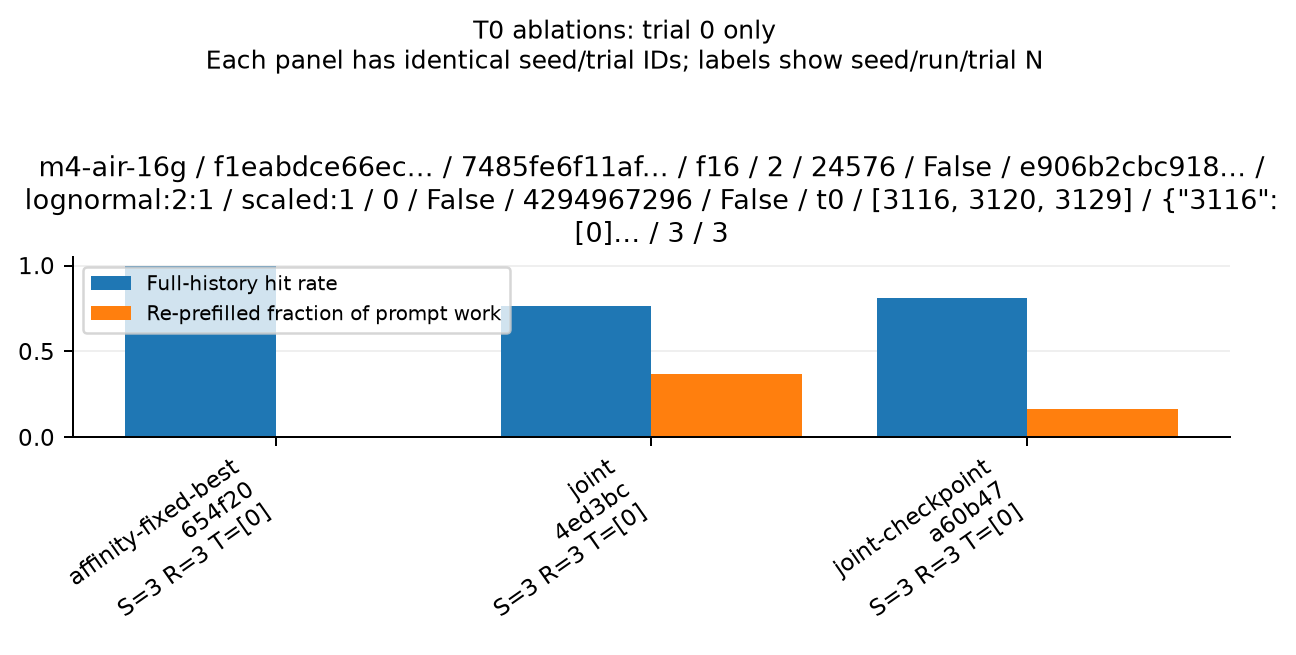 T0 ablations: trial 0 only
Each panel has identical seed/trial IDs; labels show seed/run/trial N
m4-air-16g / f1eabdce66ec... / 7485fe6f11af... / f16 / 2 / 24576 / False / e906b2cbc918... /
lognormal:2:1 / scaled:1 / 0 / False / 4294967296 / False / t0 / [3116, 3120, 3129] / {"3116":
[0]... / 3 / 3
1.0
Full-history hit rate
Re-prefilled fraction of prompt work
0.5
0.0
affinity-fixed-best
654f20
S=3 R=3 T=[0]
joint
4ed3bc
S=3 R=3 T=[0]
joint-checkpoint
a60b47
S=3 R=3 T=[0]